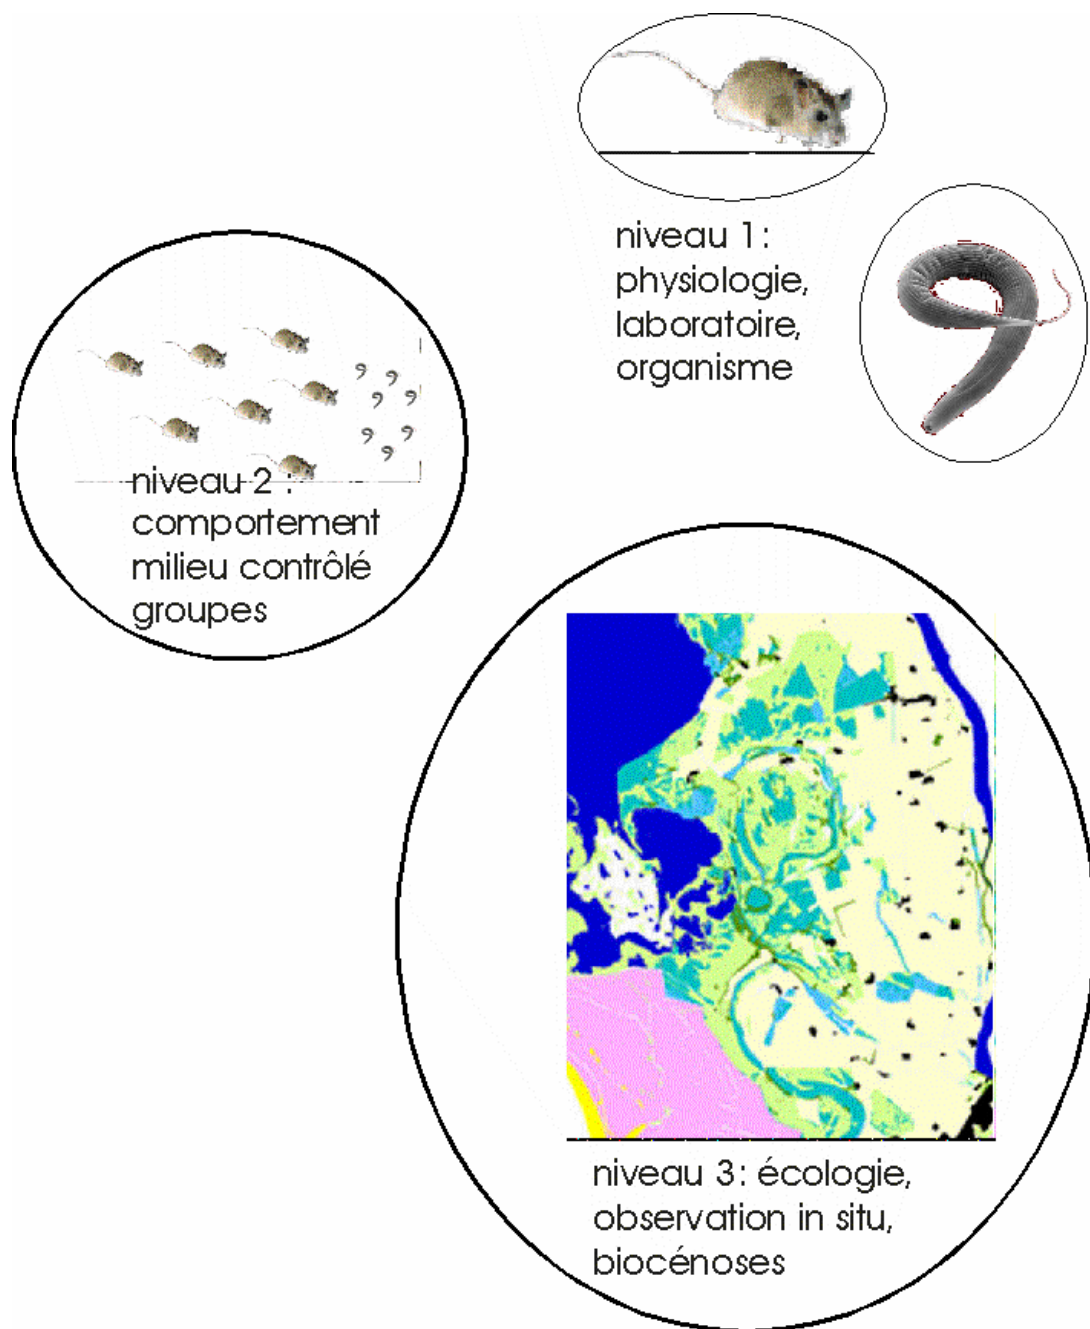 niveau 1:
physiologie,
laboratoire,
organisme
niveau 2 :
comportement
milieu contrôlé
groupes
niveau 3: écologie,
observation in situ,
biocénoses